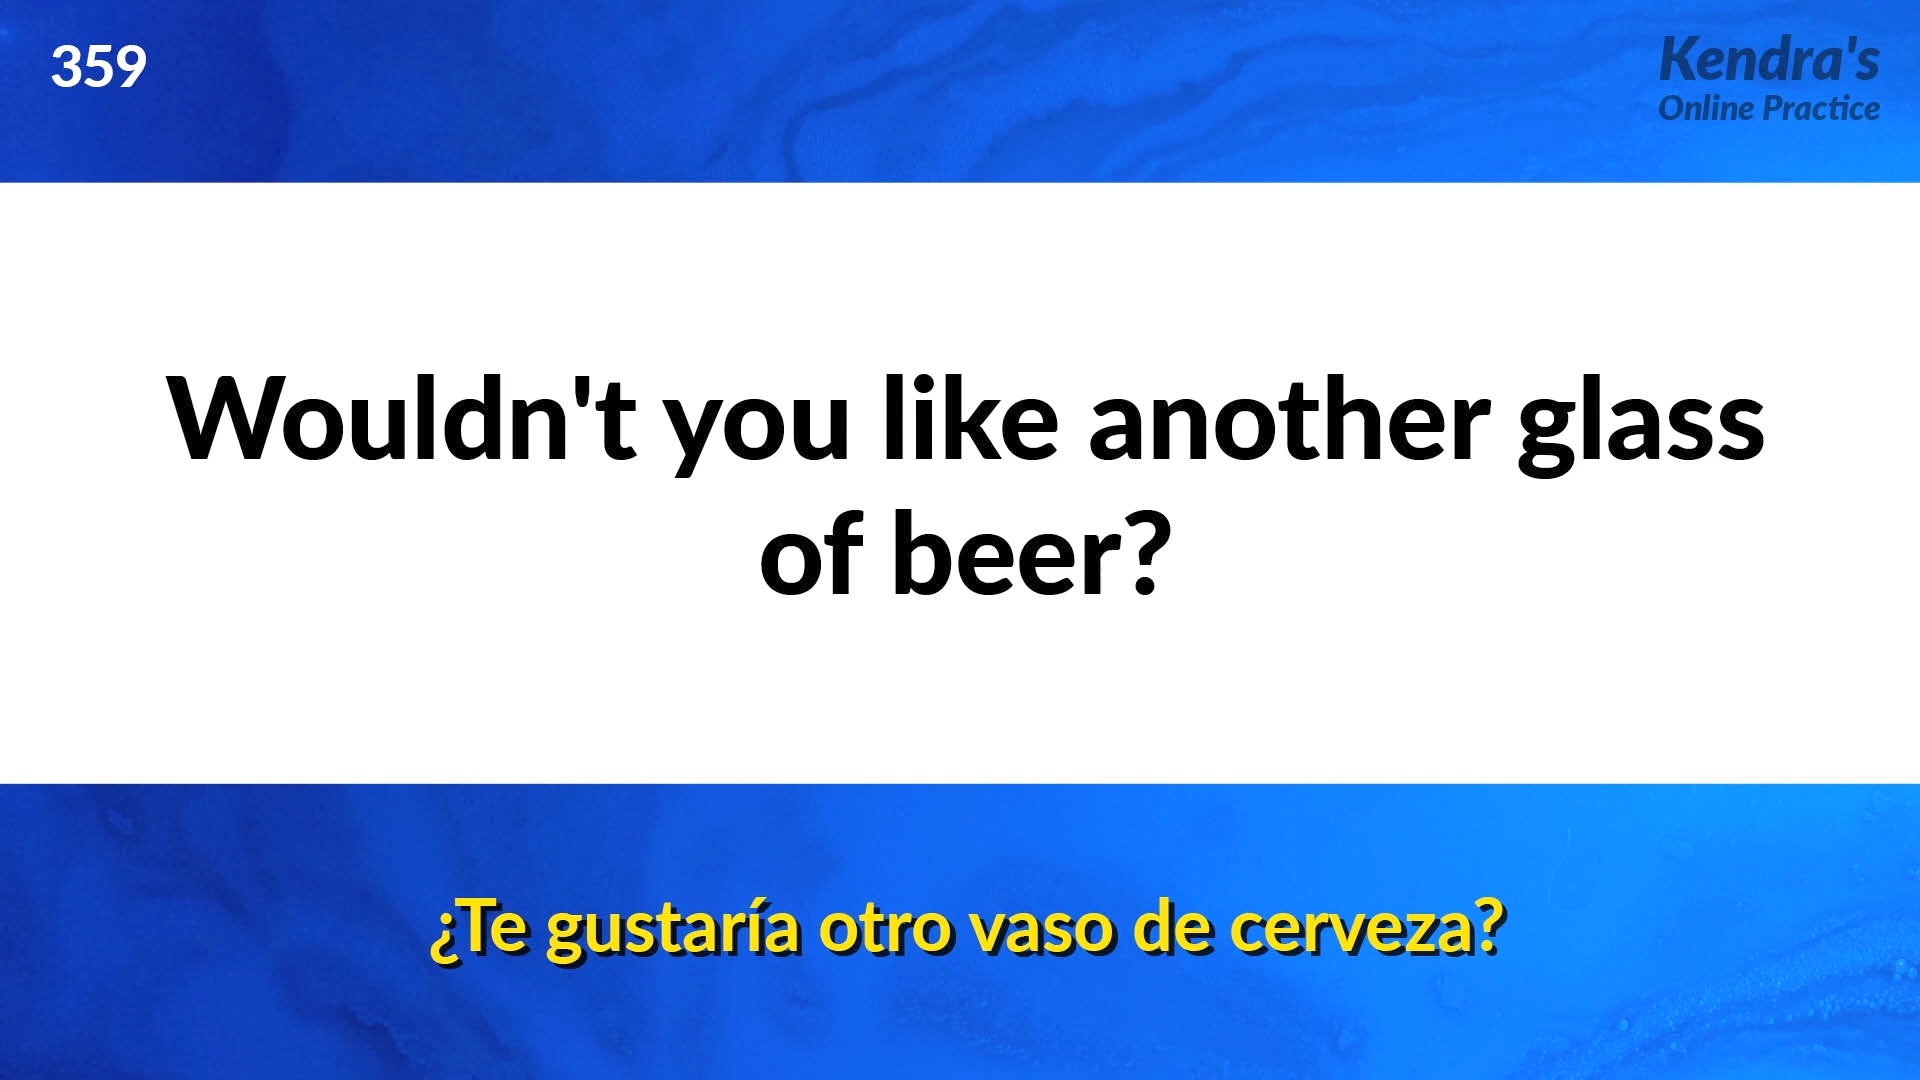 359
Kendra's
Online Practice
Wouldn't you like another glass
of beer?
¿Te gustaría otro vaso de cerveza?